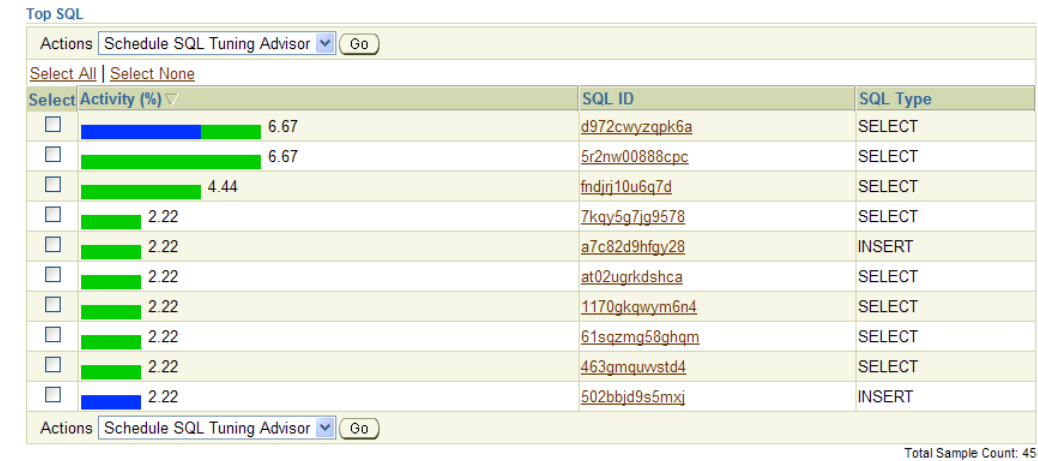 Top SQL
Actions Schedule SQL Tuning Advisor Go
Select All | Select None
Select Activity (%) SQL ID SQL Type
6.67 d972cwyzqpk6a SELECT
6.67 5r2nw00888cpc SELECT
4.44 fndjrj10u6q7d SELECT
2.22 7kqy5g7jg9578 SELECT
2.22 a7c82d9hfgy28 INSERT
2.22 at02ugrkdshca SELECT
2.22 1170gkqwym6n4 SELECT
2.22 61sqzmg58ghqm SELECT
2.22 463gmquwstd4 SELECT
2.22 502bbjd9s5mxj INSERT
Actions Schedule SQL Tuning Advisor Go
Total Sample Count: 45